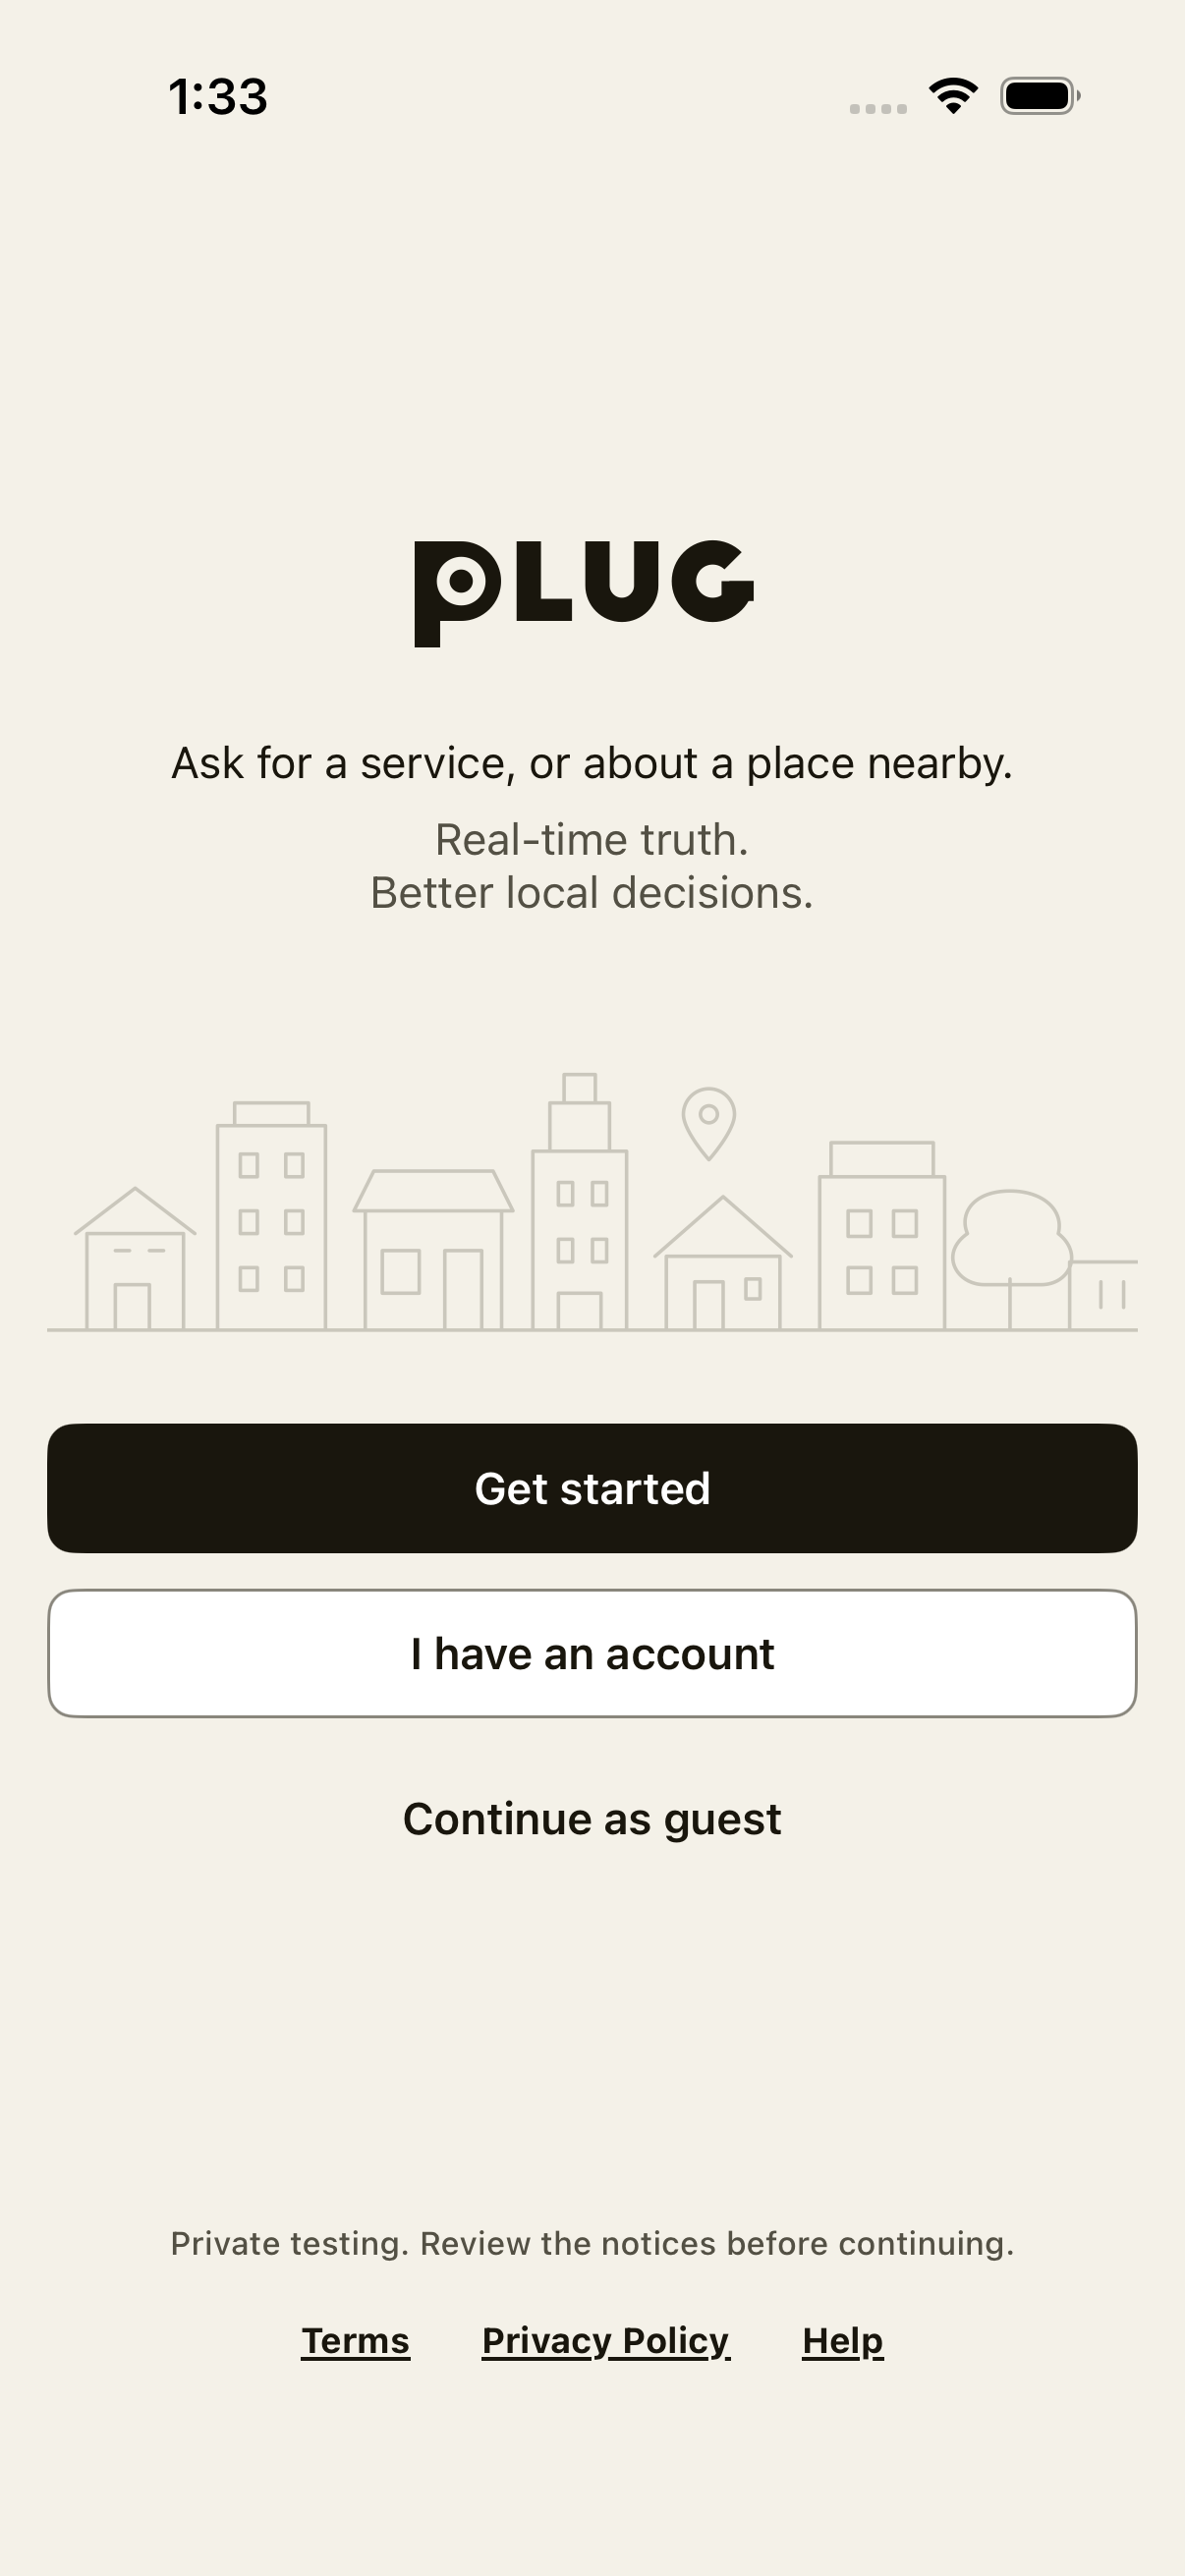 1:33
PLUG
Ask for a service, or about a place nearby.
Real-time truth.
Better local decisions.
Get started
I have an account
Continue as guest
Private testing. Review the notices before continuing.
Terms Privacy Policy Help